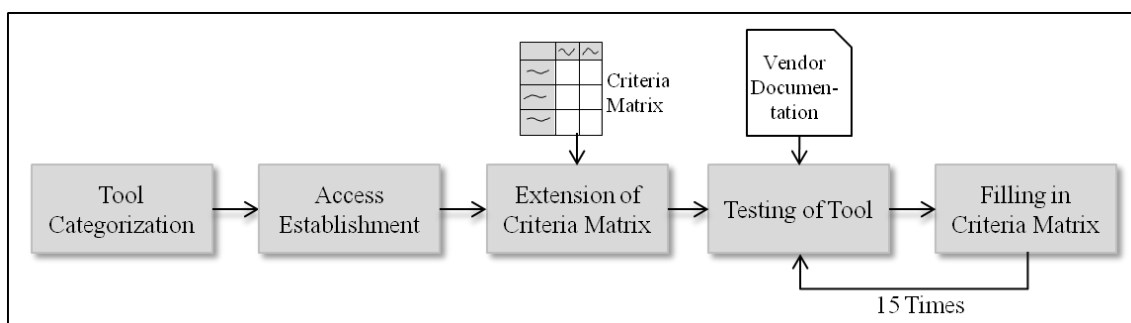 Criteria
Matrix
Vendor
Documen-
tation
Tool
Categorization
Access
Establishment
Extension of
Criteria Matrix
Testing of Tool
Filling in
Criteria Matrix
15 Times